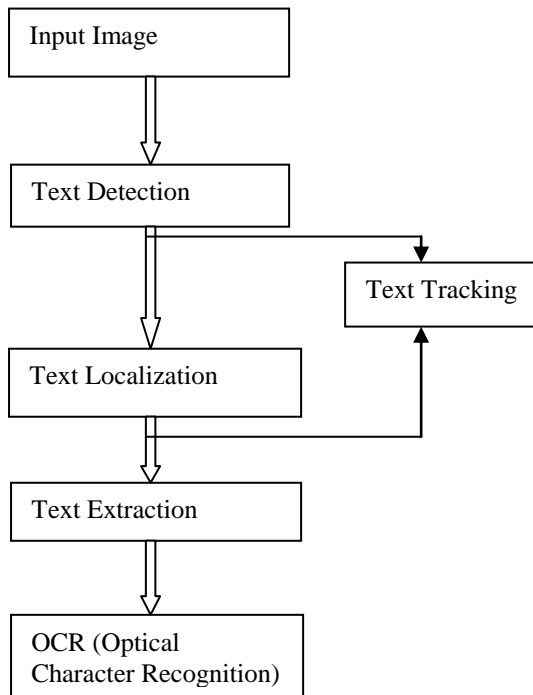 Input Image
Text Detection
Text Tracking
Text Localization
Text Extraction
OCR (Optical
Character Recognition)